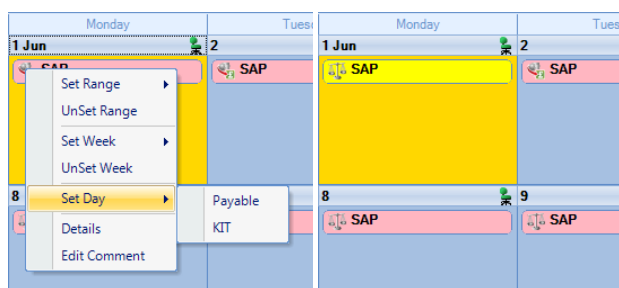 Monday
Tues
1 Jun
2
SAP
SAP
Set Range
UnSet Range
Set Week
UnSet Week
8
Set Day
Payable
Details
KIT
Edit Comment
Monday
Tues
1 Jun
2
SAP
SAP
8
9
SAP
SAP